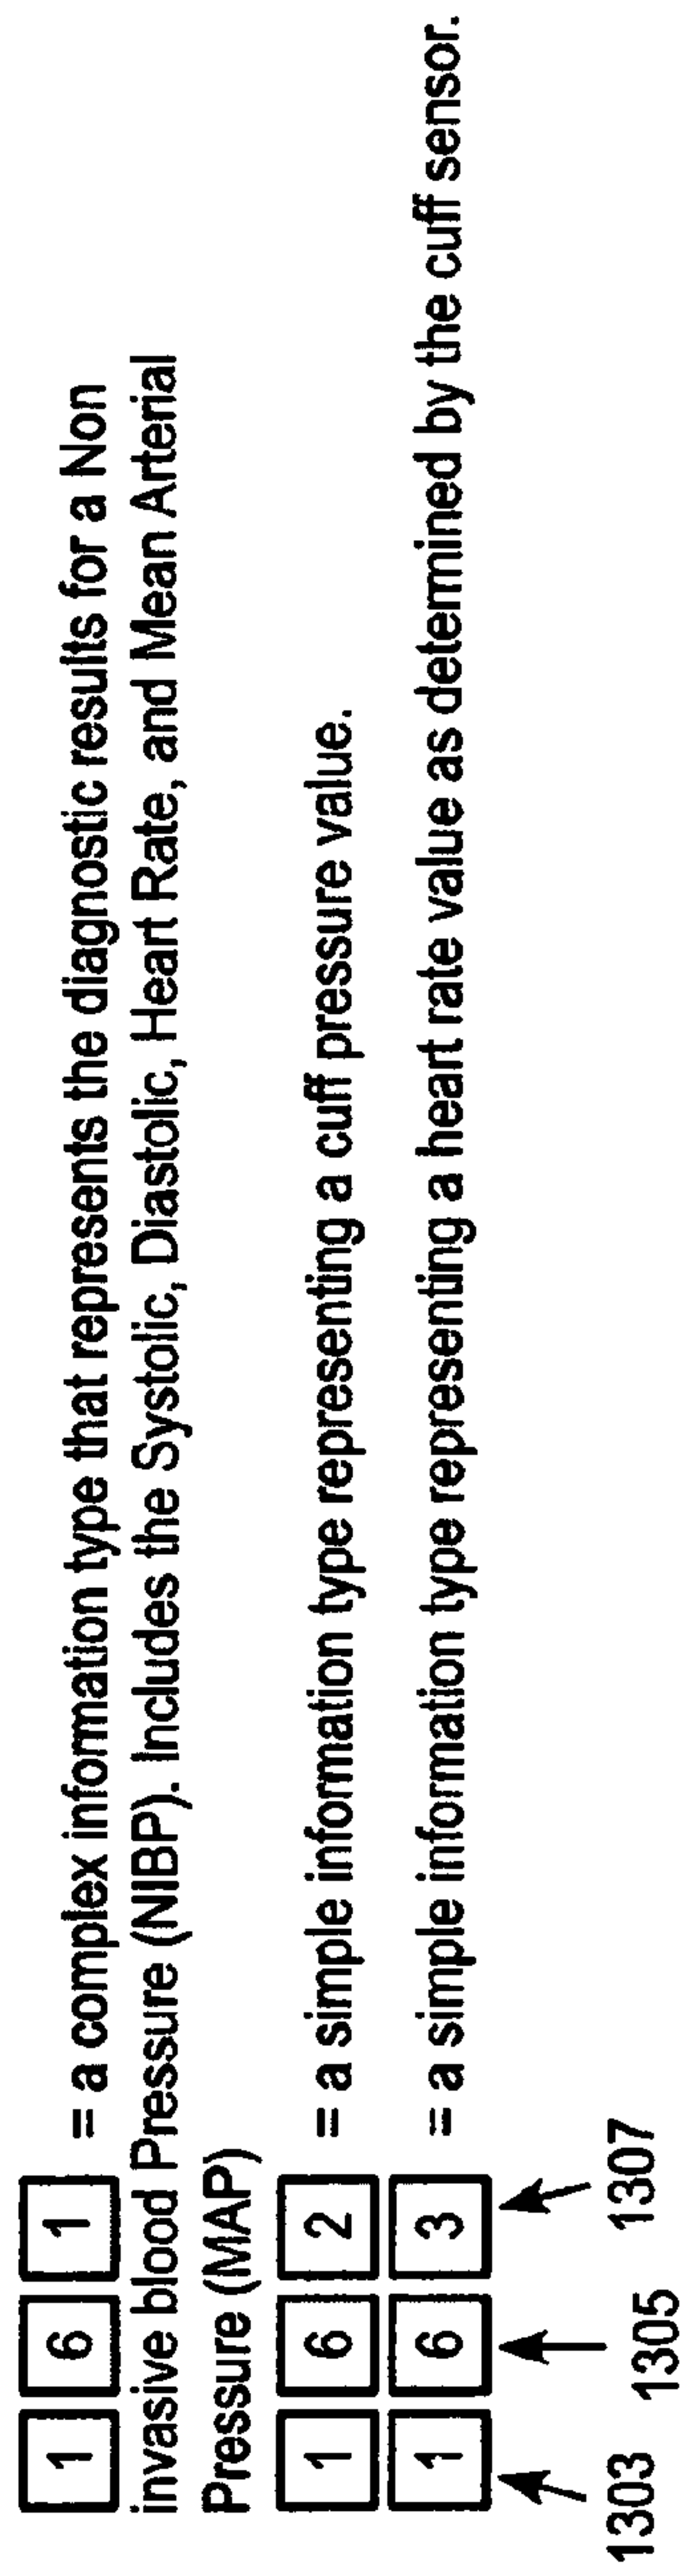 1 6 1 = a complex information type that represents the diagnostic results for a Non
invasive blood Pressure (NIBP). Includes the Systolic, Diastolic, Heart Rate, and Mean Arterial
Pressure (MAP)
1 6 2 = a simple information type representing a cuff pressure value.
1 6 3 = a simple information type representing a heart rate value as determined by the cuff sensor.
1303 1305 1307